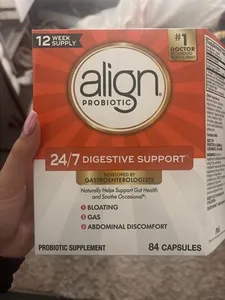 12 WEEK
SUPPLY
#1
DOCTOR
RECOMMENDED
align
PROBIOTIC
24/7 DIGESTIVE SUPPORT
DEVELOPED BY
GASTROENTEROLOGISTS
Naturally Helps Support Gut Health
and Soothe Occasional
BLOATING
GAS
ABDOMINAL DISCOMFORT
PROBIOTIC SUPPLEMENT
84 CAPSULES